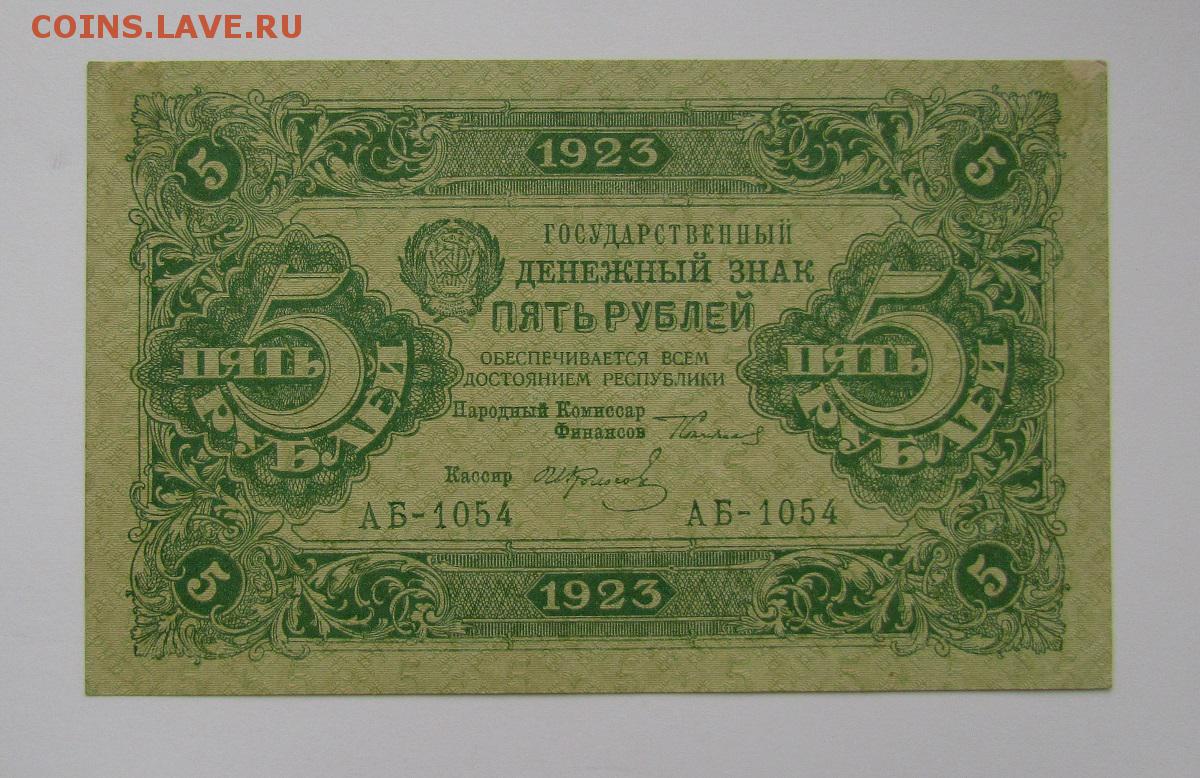 COINS.LAVE.RU
5 1923 5
ГОСУДАРСТВЕННЫЙ
ДЕНЕЖНЫЙ ЗНАК
ПЯТЬ РУБЛЕЙ
5 ПЯТЬ РУБЛЕЙ
5 ПЯТЬ РУБЛЕЙ
ОБЕСПЕЧИВАЕТСЯ ВСЕМ
ДОСТОЯНИЕМ РЕСПУБЛИКИ
Народный Комиссар
Финансов
Кассир
АБ-1054 АБ-1054
5 1923 5